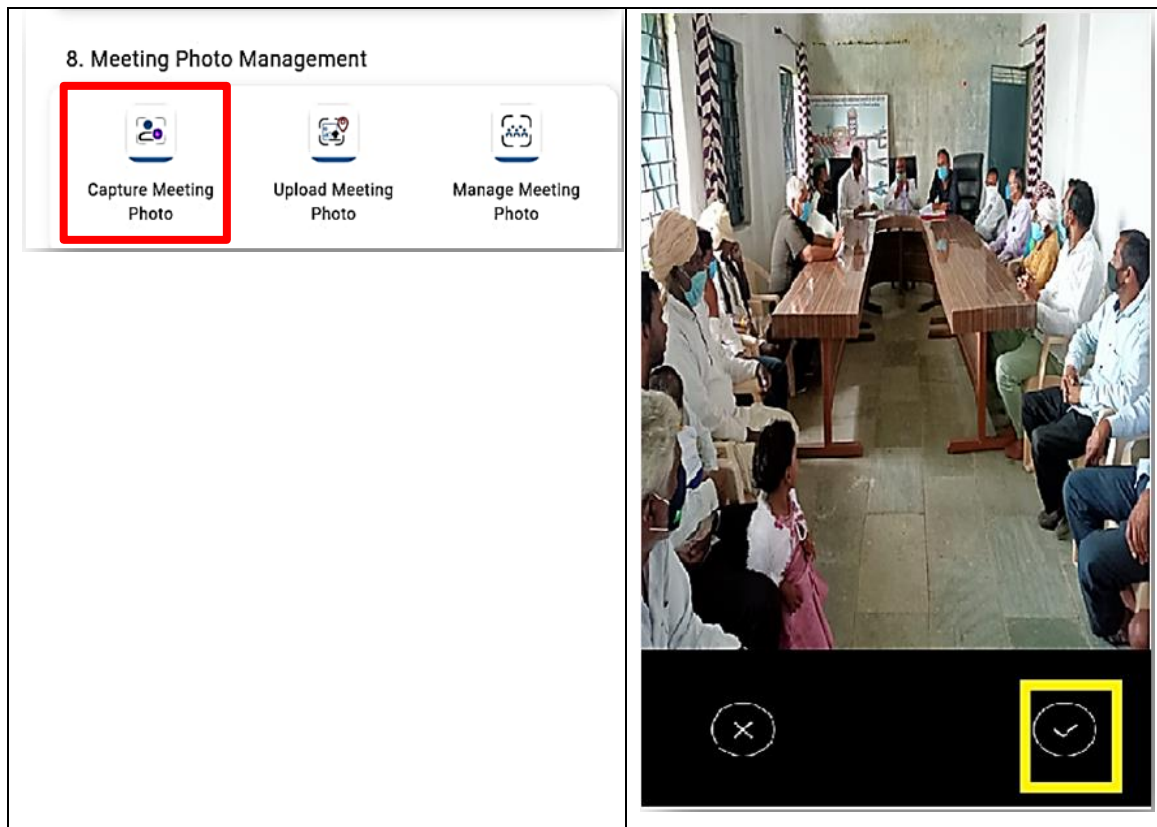 8. Meeting Photo Management
Capture Meeting
Photo
Upload Meeting
Photo
Manage Meeting
Photo